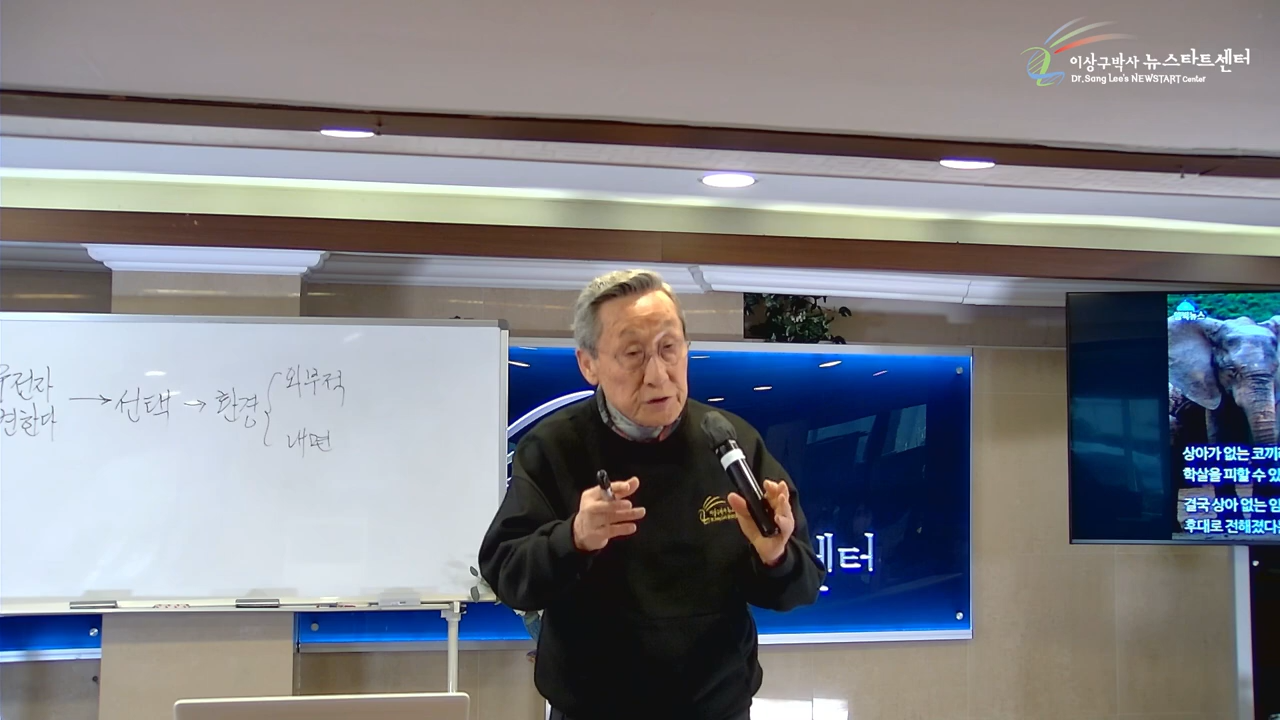 이상구박사 뉴스타트센터
Dr. Sang Lee's NEWSTART Center
전자 → 선택 → 환경 { 외부적
변한다
내면
센터
상아가 없는 코끼
학살을 피할 수 있
결국 상아 없는
후대로 전해졌다